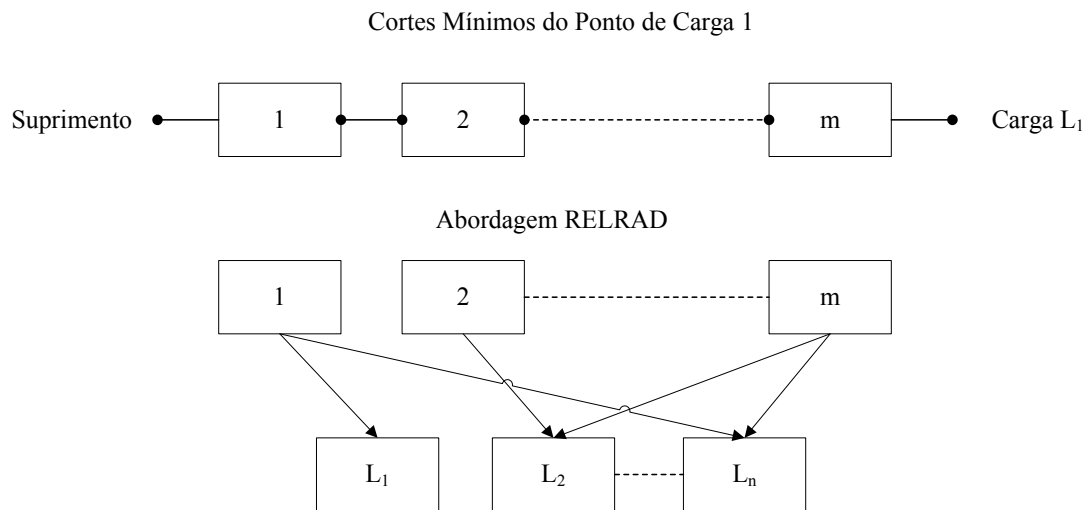 Cortes Mínimos do Ponto de Carga 1
Suprimento 1 2 m Carga L₁
Abordagem RELRAD
1 2 m
L₁ L₂ Lₙ